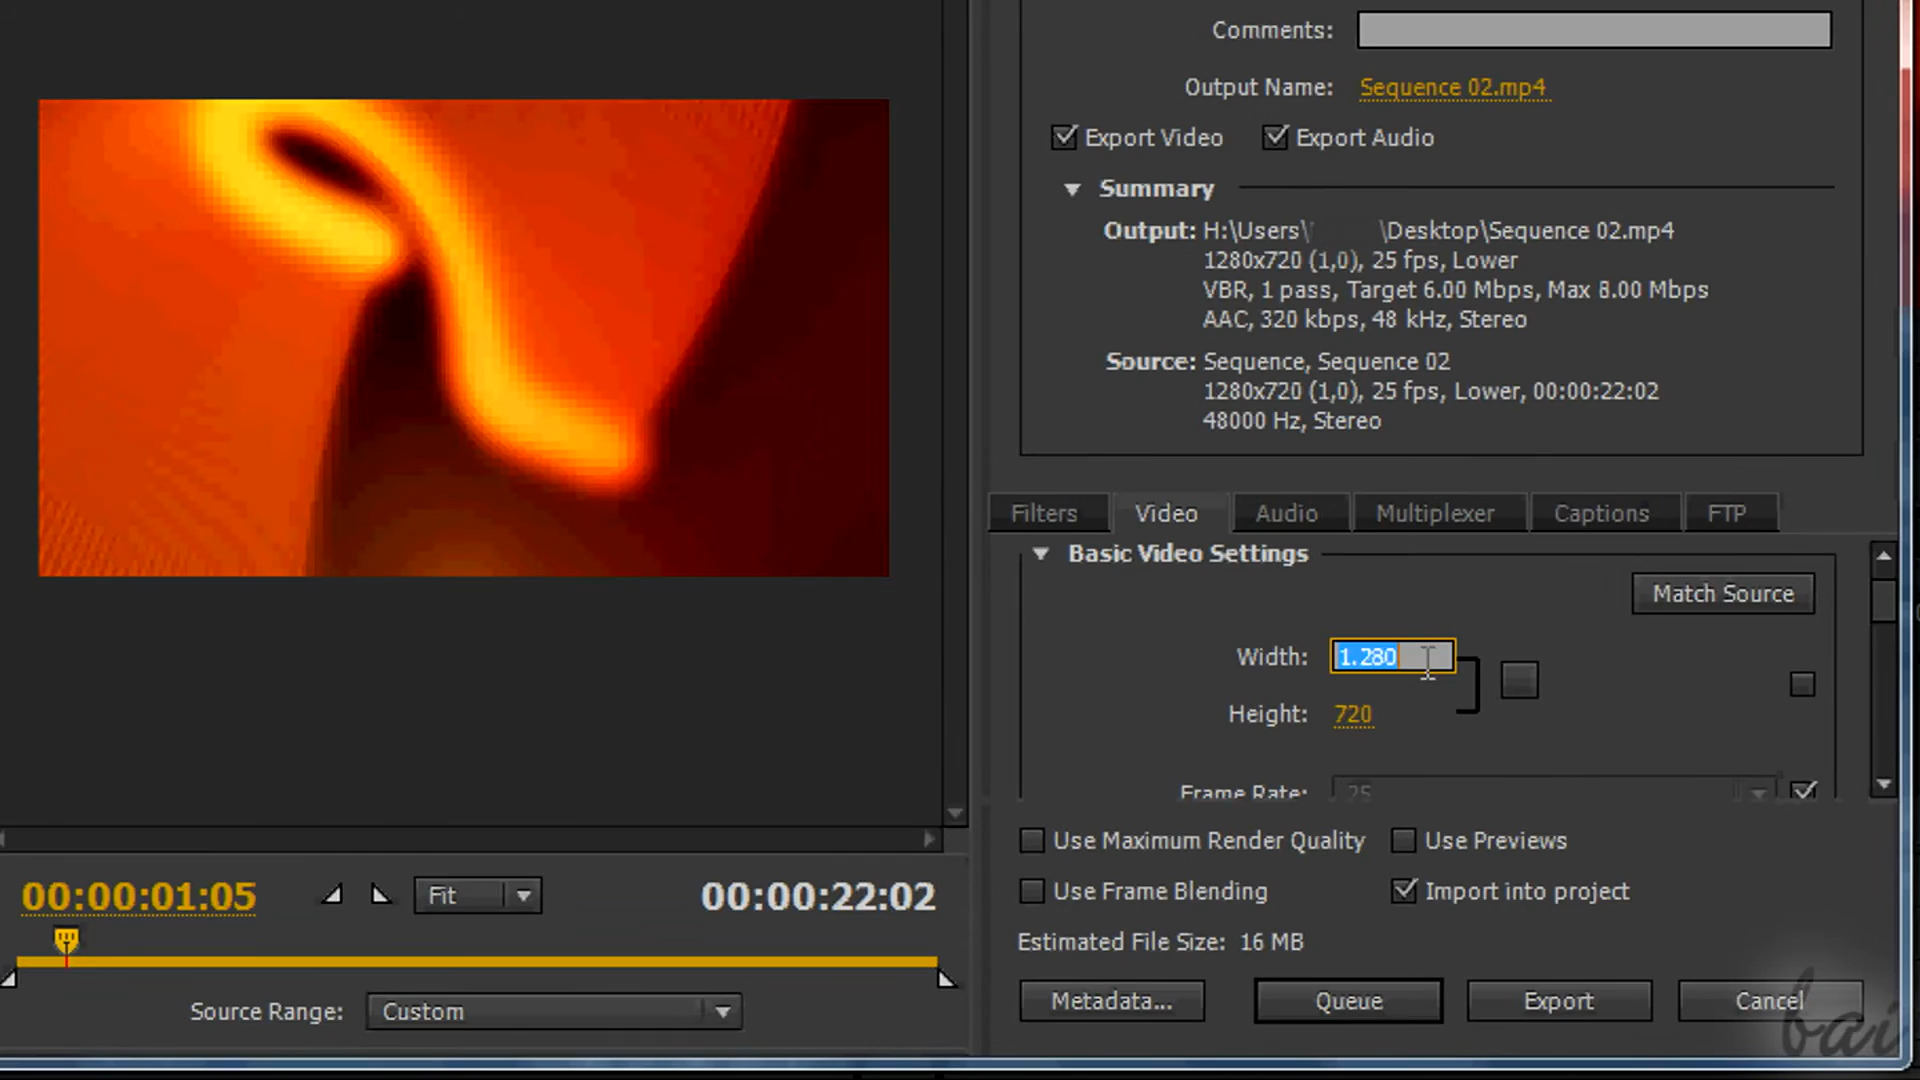 Comments:
Output Name: Sequence 02.mp4
Export Video Export Audio
Summary
Output: H:\Users\ \Desktop\Sequence 02.mp4
1280x720 (1,0), 25 fps, Lower
VBR, 1 pass, Target 6.00 Mbps, Max 8.00 Mbps
AAC, 320 kbps, 48 kHz, Stereo
Source: Sequence, Sequence 02
1280x720 (1,0), 25 fps, Lower, 00:00:22:02
48000 Hz, Stereo
Filters Video Audio Multiplexer Captions FTP
Basic Video Settings
Match Source
Width: 1.280
Height: 720
Frame Rate: 25
Use Maximum Render Quality Use Previews
00:00:01:05 Fit 00:00:22:02
Use Frame Blending Import into project
Estimated File Size: 16 MB
Source Range: Custom
Metadata... Queue Export Cancel
bai